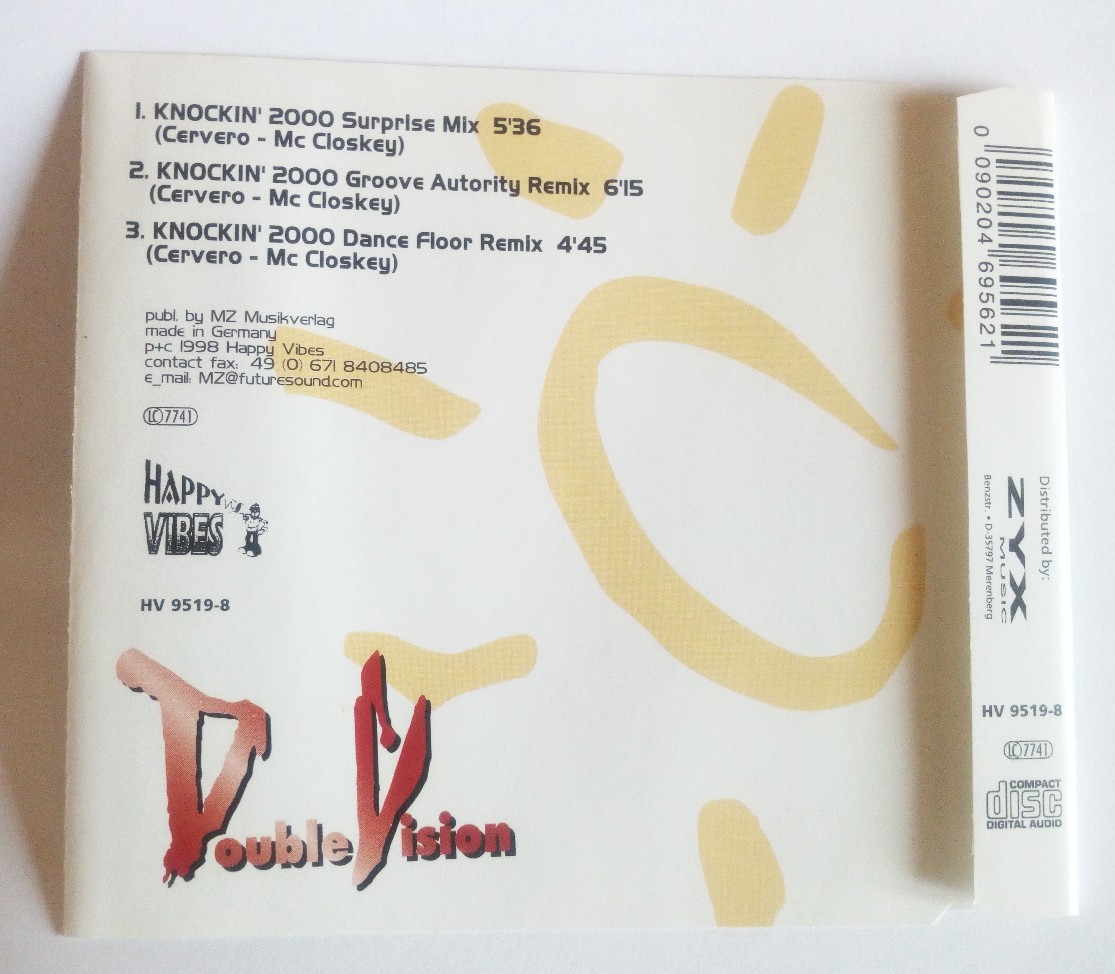 1. KNOCKIN' 2000 Surprise Mix 5'36
(Cervero - Mc Closkey)
2. KNOCKIN' 2000 Groove Autority Remix 6'15
(Cervero - Mc Closkey)
3. KNOCKIN' 2000 Dance Floor Remix 4'45
(Cervero - Mc Closkey)
publ. by MZ Musikverlag
made in Germany
p+c 1998 Happy Vibes
contact fax: 49 (0) 671 8408485
e_mail: MZ@futuresound.com
LC 7741
HAPPY
VIBES
HV 9519-8
Double Vision
0 090204 695621
Distributed by:
ZYX
MUSIC
Benzstr. • D-35797 Merenberg
HV 9519-8
LC 7741
COMPACT
disc
DIGITAL AUDIO